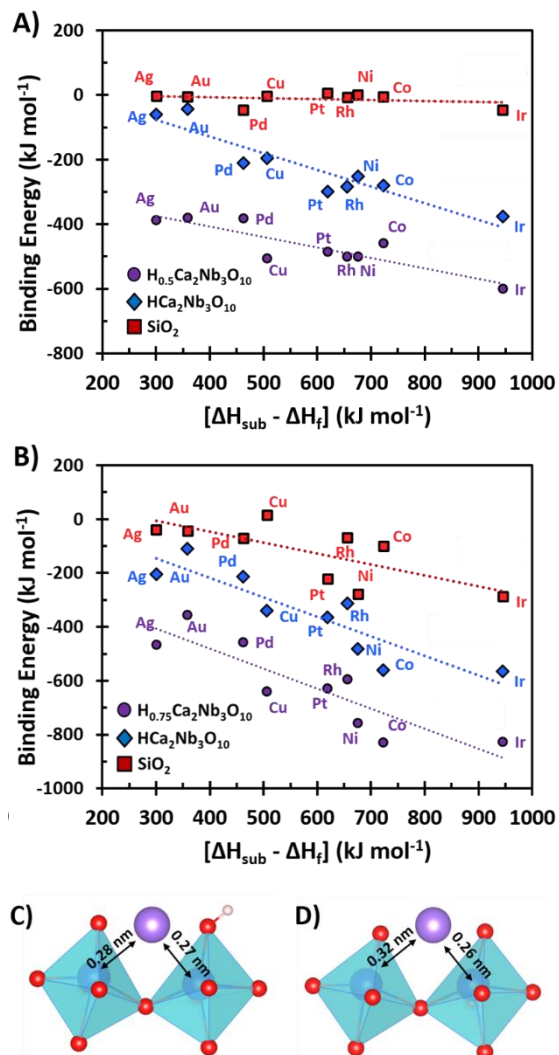 A)
200
0
-200
-400
-600
-800
Binding Energy (kJ mol⁻¹)
Ag Au Pd Cu Pt Rh Ni Co Ir
Ag Au Pd Cu Pt Rh Ni Co Ir
Ag Au Pd Cu Pt Rh Ni Co Ir
H₀.₅Ca₂Nb₃O₁₀
HCa₂Nb₃O₁₀
SiO₂
200 300 400 500 600 700 800 900 1000
[ΔH_sub - ΔH_f] (kJ mol⁻¹)
B)
200
0
-200
-400
-600
-800
-1000
Binding Energy (kJ mol⁻¹)
Ag Au Pd Cu Pt Rh Ni Co Ir
Ag Au Pd Cu Pt Rh Ni Co Ir
Ag Au Pd Cu Pt Rh Ni Co Ir
H₀.₇₅Ca₂Nb₃O₁₀
HCa₂Nb₃O₁₀
SiO₂
200 300 400 500 600 700 800 900 1000
[ΔH_sub - ΔH_f] (kJ mol⁻¹)
C)
0.28 nm
0.27 nm
D)
0.32 nm
0.26 nm